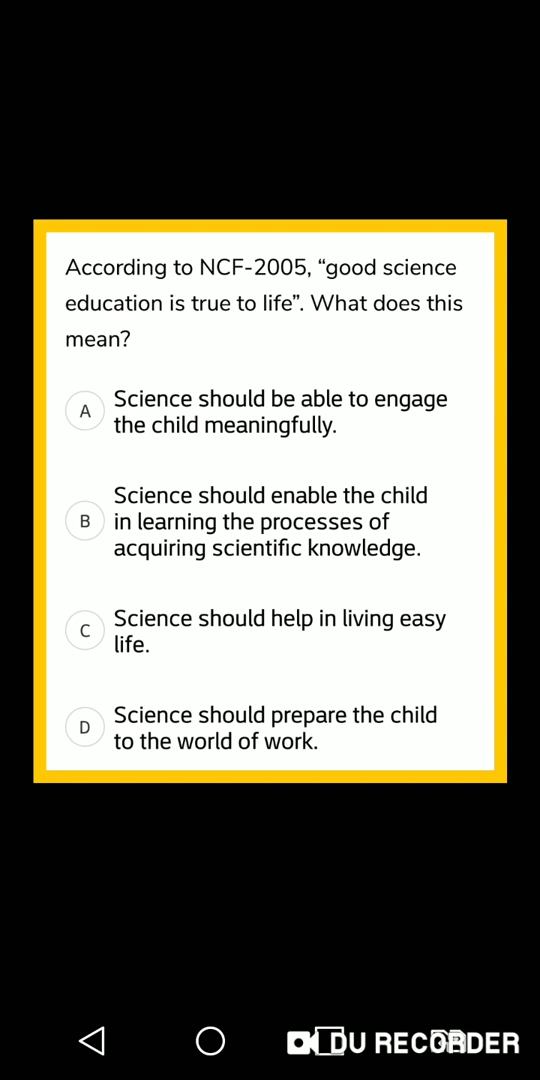 According to NCF-2005, “good science
education is true to life”. What does this
mean?
A
Science should be able to engage
the child meaningfully.
B
Science should enable the child
in learning the processes of
acquiring scientific knowledge.
C
Science should help in living easy
life.
D
Science should prepare the child
to the world of work.
DU RECORDER